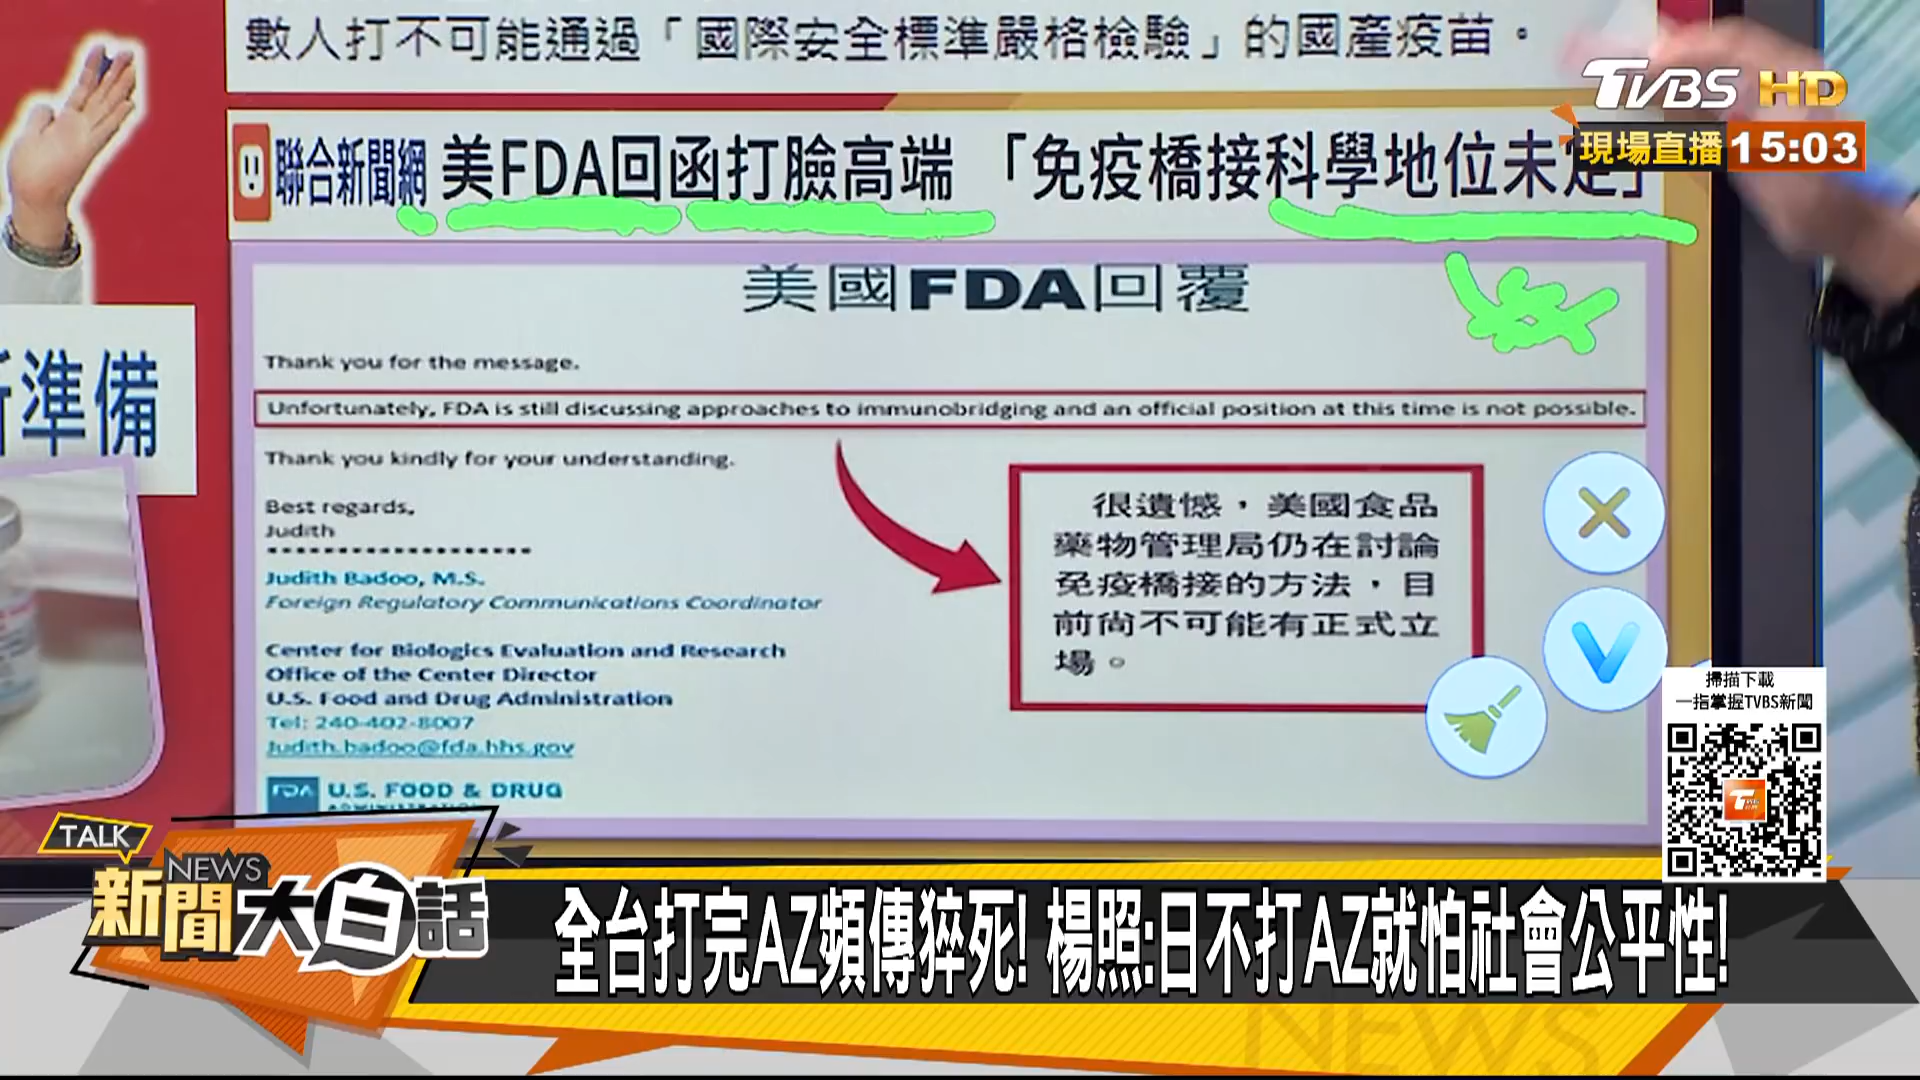 數人打不可能通過「國際安全標準嚴格檢驗」的國產疫苗。
TVBS HD
現場直播 15:03
聯合新聞網 美FDA回函打臉高端 「免疫橋接科學地位未定」
美國FDA回覆
Thank you for the message.
Unfortunately, FDA is still discussing approaches to immunobridging and an official position at this time is not possible.
Thank you kindly for your understanding.
Best regards,
Judith
Judith Badoo, M.S.
Foreign Regulatory Communications Coordinator
Center for Biologics Evaluation and Research
Office of the Center Director
U.S. Food and Drug Administration
Tel: 240-402-8007
Judith.badoo@fda.hhs.gov
FDA U.S. FOOD & DRUG
ADMINISTRATION
很遺憾,美國食品
藥物管理局仍在討論
免疫橋接的方法,目
前尚不可能有正式立
場。
準備
掃描下載
一指掌握TVBS新聞
TALK
NEWS
新聞大白話
全台打完AZ頻傳猝死! 楊照:日不打AZ就怕社會公平性!
NEWS